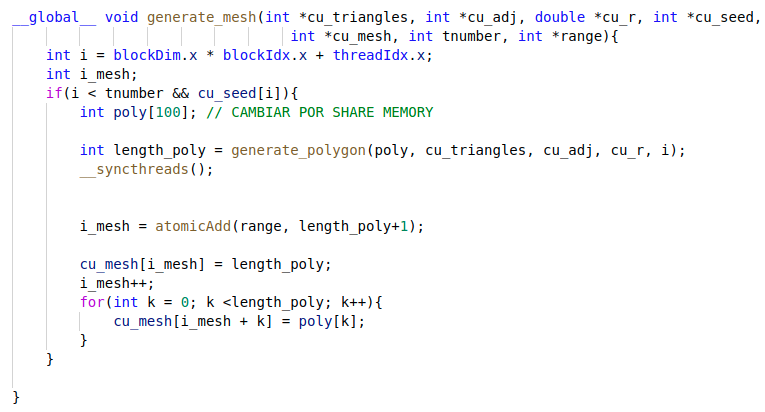 __global__ void generate_mesh(int *cu_triangles, int *cu_adj, double *cu_r, int *cu_seed,
                                 int *cu_mesh, int tnumber, int *range){
    int i = blockDim.x * blockIdx.x + threadIdx.x;
    int i_mesh;
    if(i < tnumber && cu_seed[i]){
        int poly[100]; // CAMBIAR POR SHARE MEMORY

        int length_poly = generate_polygon(poly, cu_triangles, cu_adj, cu_r, i);
        __syncthreads();


        i_mesh = atomicAdd(range, length_poly+1);

        cu_mesh[i_mesh] = length_poly;
        i_mesh++;
        for(int k = 0; k <length_poly; k++){
            cu_mesh[i_mesh + k] = poly[k];
        }
    }

}